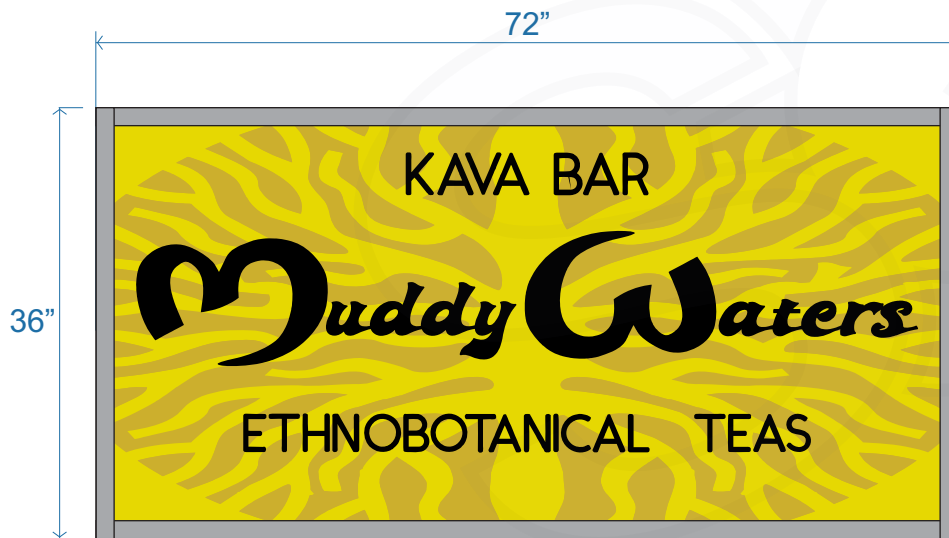 72”
36”
KAVA BAR
Muddy Waters
ETHNOBOTANICAL TEAS